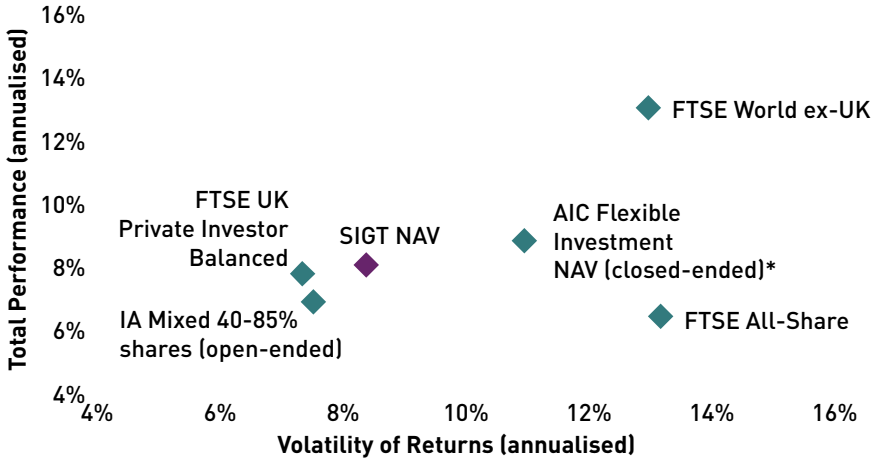 Total Performance (annualised)
16%
14%
12%
10%
8%
6%
4%
FTSE World ex-UK
FTSE UK
Private Investor
Balanced
SIGT NAV
AIC Flexible
Investment
NAV (closed-ended)*
IA Mixed 40-85%
shares (open-ended)
FTSE All-Share
4%
6%
8%
10%
12%
14%
16%
Volatility of Returns (annualised)